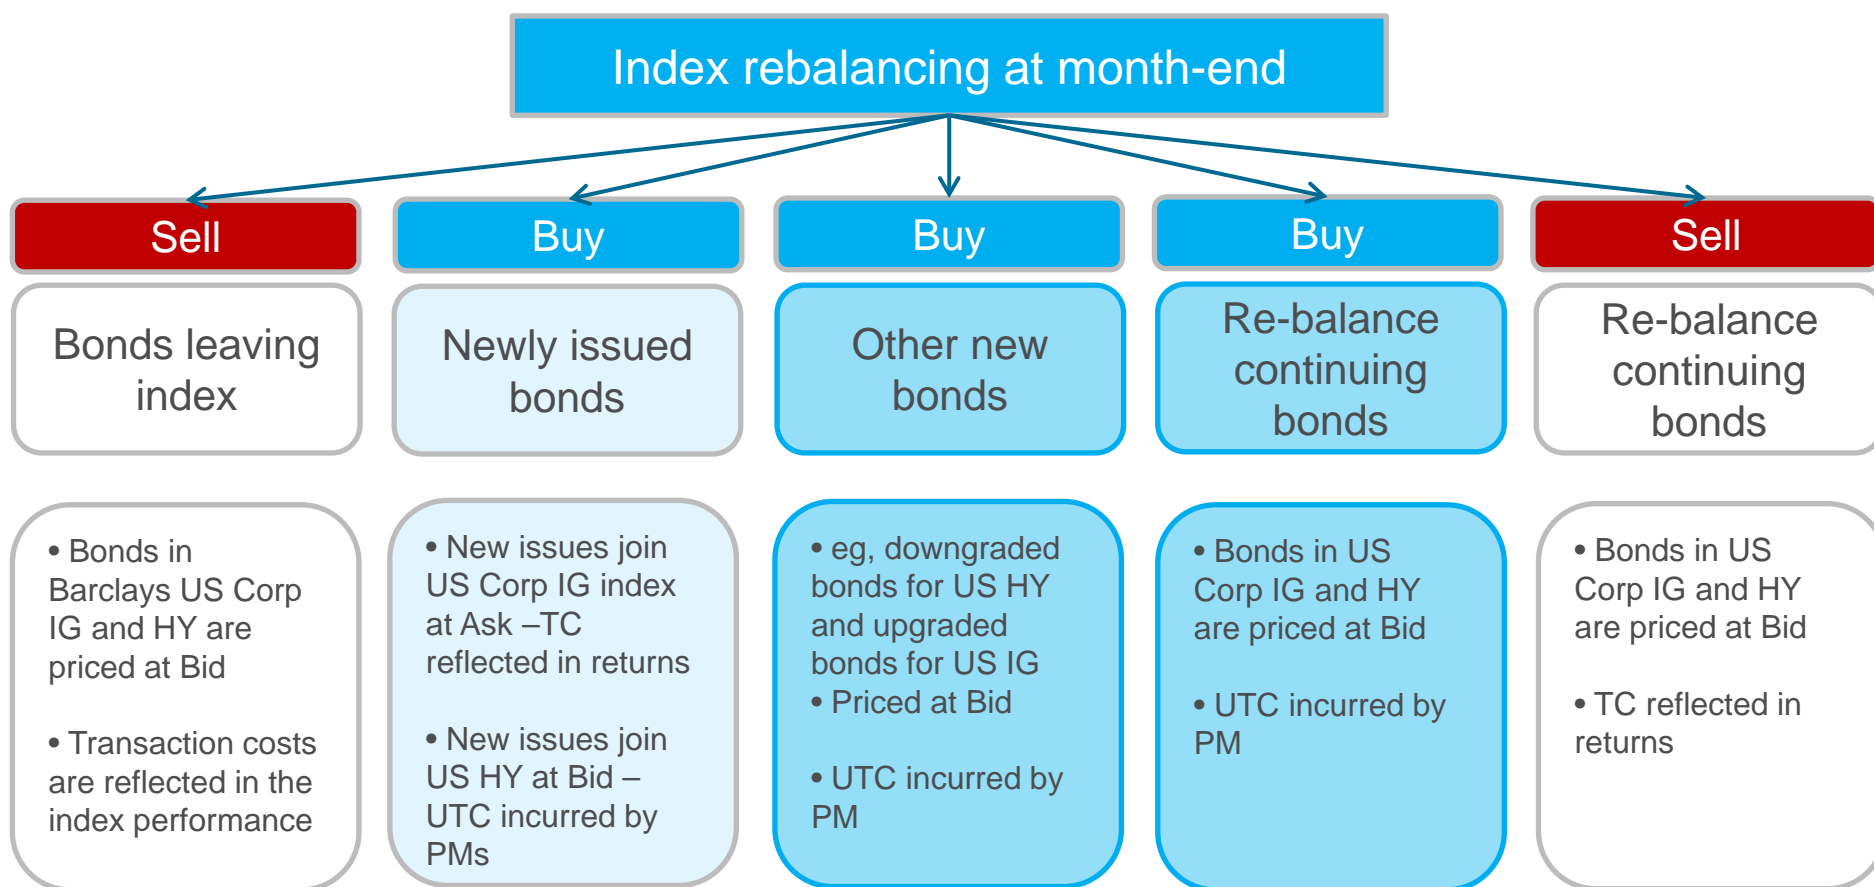 Index rebalancing at month-end
Sell
Bonds leaving
index
• Bonds in
Barclays US Corp
IG and HY are
priced at Bid
• Transaction costs
are reflected in the
index performance
Buy
Newly issued
bonds
• New issues join
US Corp IG index
at Ask –TC
reflected in returns
• New issues join
US HY at Bid –
UTC incurred by
PMs
Buy
Other new
bonds
• eg, downgraded
bonds for US HY
and upgraded
bonds for US IG
• Priced at Bid
• UTC incurred by
PM
Buy
Re-balance
continuing
bonds
• Bonds in US
Corp IG and HY
are priced at Bid
• UTC incurred by
PM
Sell
Re-balance
continuing
bonds
• Bonds in US
Corp IG and HY
are priced at Bid
• TC reflected in
returns